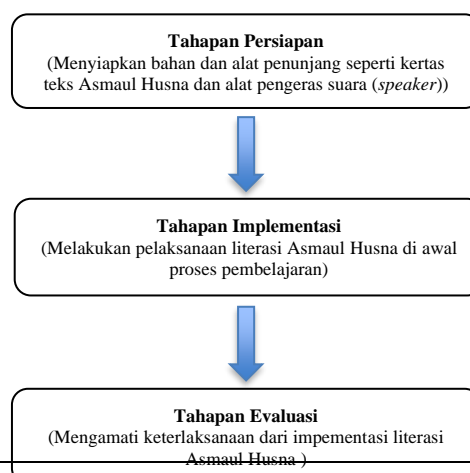 Tahapan Persiapan
(Menyiapkan bahan dan alat penunjang seperti kertas
teks Asmaul Husna dan alat pengeras suara (speaker))
Tahapan Implementasi
(Melakukan pelaksanaan literasi Asmaul Husna di awal
proses pembelajaran)
Tahapan Evaluasi
(Mengamati keterlaksanaan dari impementasi literasi
Asmaul Husna )